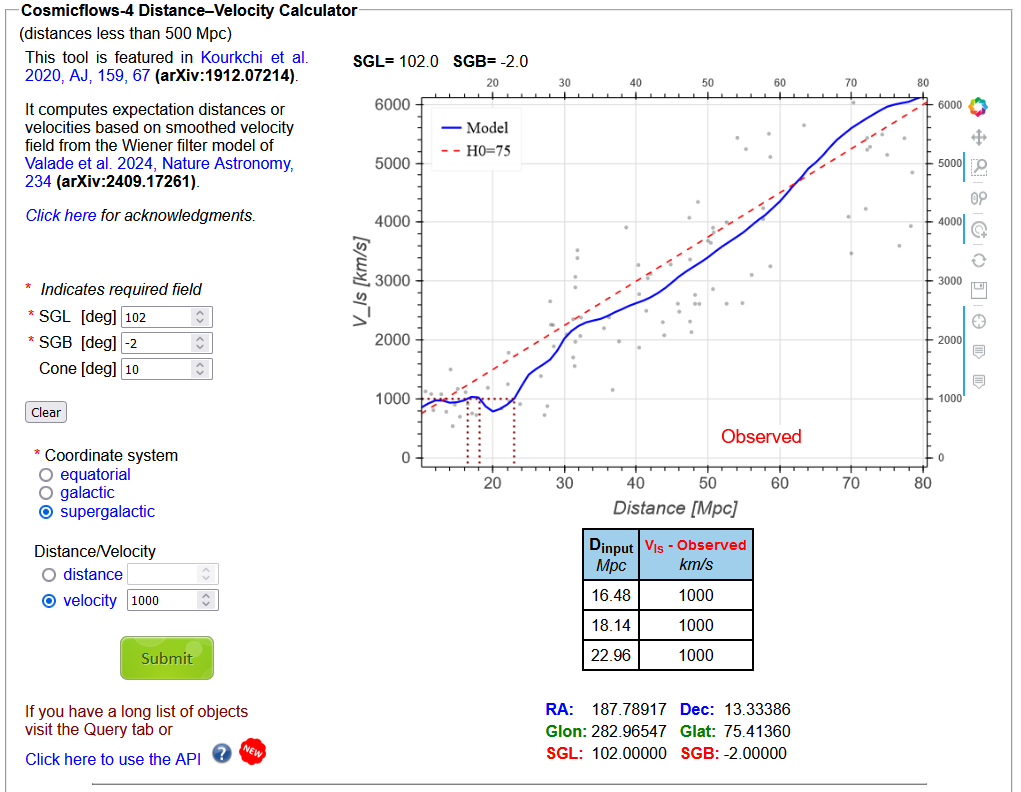 Cosmicflows-4 Distance–Velocity Calculator
(distances less than 500 Mpc)
This tool is featured in Kourkchi et al.
2020, AJ, 159, 67 (arXiv:1912.07214).
It computes expectation distances or
velocities based on smoothed velocity
field from the Wiener filter model of
Valade et al. 2024, Nature Astronomy,
234 (arXiv:2409.17261).
Click here for acknowledgments.
* Indicates required field
* SGL [deg] 102
* SGB [deg] -2
Cone [deg] 10
Clear
* Coordinate system
equatorial
galactic
supergalactic
Distance/Velocity
distance
velocity 1000
Submit
If you have a long list of objects
visit the Query tab or
Click here to use the API ? NEW
SGL= 102.0 SGB= -2.0
20 30 40 50 60 70 80
6000 6000
5000 5000
4000 4000
3000 3000
2000 2000
1000 1000
0 0
V_ls [km/s]
Model
H0=75
Observed
20 30 40 50 60 70 80
Distance [Mpc]
Dinput Vls - Observed
Mpc km/s
16.48 1000
18.14 1000
22.96 1000
RA: 187.78917 Dec: 13.33386
Glon: 282.96547 Glat: 75.41360
SGL: 102.00000 SGB: -2.00000